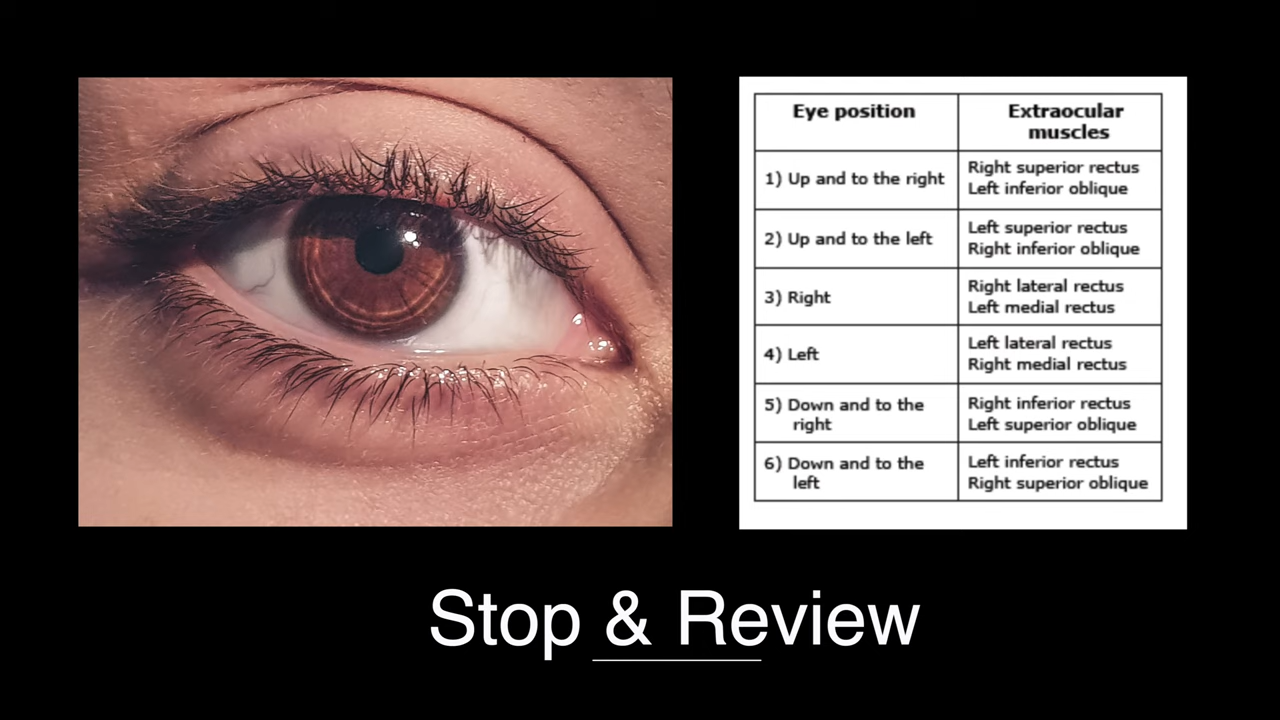 Eye position
Extraocular
muscles
1) Up and to the right
Right superior rectus
Left inferior oblique
2) Up and to the left
Left superior rectus
Right inferior oblique
3) Right
Right lateral rectus
Left medial rectus
4) Left
Left lateral rectus
Right medial rectus
5) Down and to the
right
Right inferior rectus
Left superior oblique
6) Down and to the
left
Left inferior rectus
Right superior oblique
Stop & Review